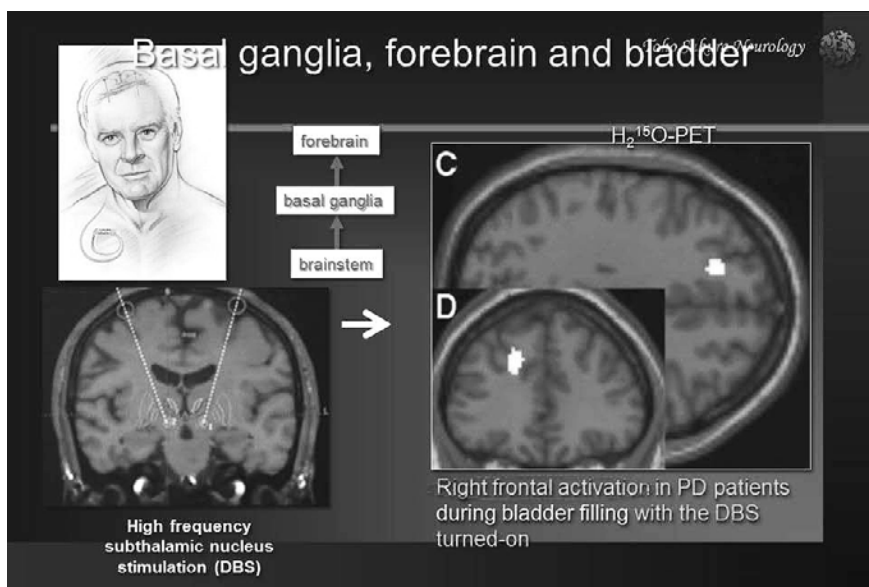 Basal ganglia, forebrain and bladder
Neurology
forebrain
basal ganglia
brainstem
H₂¹⁵O-PET
C
D
L
High frequency
subthalamic nucleus
stimulation (DBS)
Right frontal activation in PD patients
during bladder filling with the DBS
turned-on